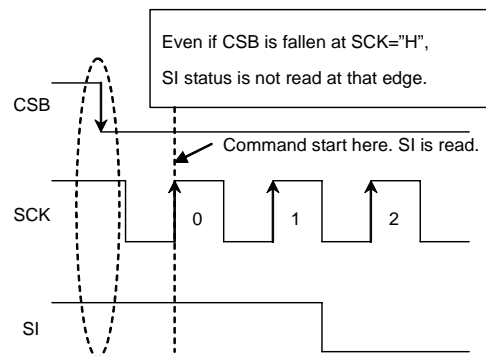 Even if CSB is fallen at SCK=”H”,
SI status is not read at that edge.
CSB
Command start here. SI is read.
SCK
0
1
2
SI